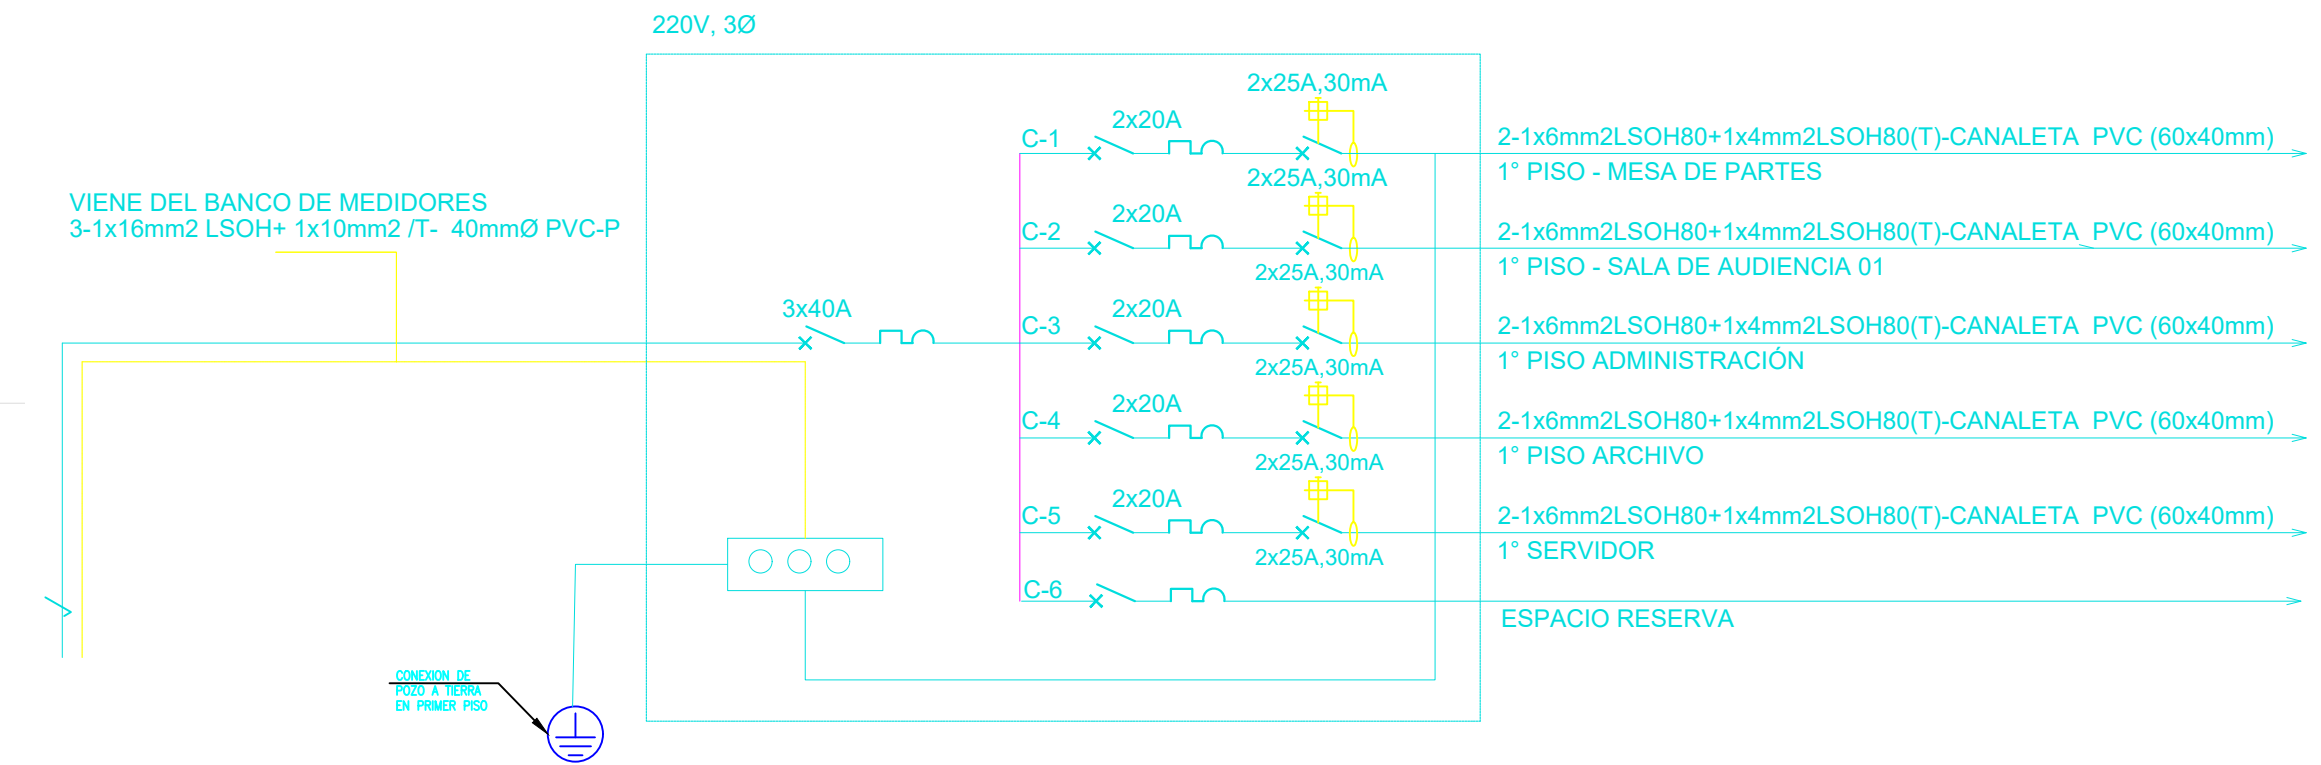 220V, 3Ø
VIENE DEL BANCO DE MEDIDORES
3-1x16mm2 LSOH+ 1x10mm2 /T-  40mmØ PVC-P
3x40A
C-1
2x20A
2x25A,30mA
2-1x6mm2LSOH80+1x4mm2LSOH80(T)-CANALETA  PVC (60x40mm)
1° PISO - MESA DE PARTES
C-2
2x20A
2x25A,30mA
2-1x6mm2LSOH80+1x4mm2LSOH80(T)-CANALETA  PVC (60x40mm)
1° PISO - SALA DE AUDIENCIA 01
C-3
2x20A
2x25A,30mA
2-1x6mm2LSOH80+1x4mm2LSOH80(T)-CANALETA  PVC (60x40mm)
1° PISO ADMINISTRACIÓN
C-4
2x20A
2x25A,30mA
2-1x6mm2LSOH80+1x4mm2LSOH80(T)-CANALETA  PVC (60x40mm)
1° PISO ARCHIVO
C-5
2x20A
2x25A,30mA
2-1x6mm2LSOH80+1x4mm2LSOH80(T)-CANALETA  PVC (60x40mm)
1° SERVIDOR
2x25A,30mA
C-6
ESPACIO RESERVA
CONEXION DE
POZO A TIERRA
EN PRIMER PISO